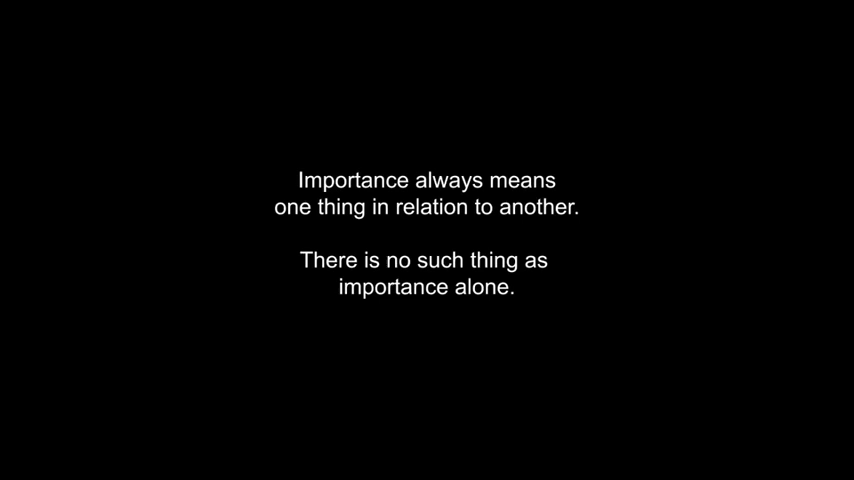 Importance always means
one thing in relation to another.
There is no such thing as
importance alone.